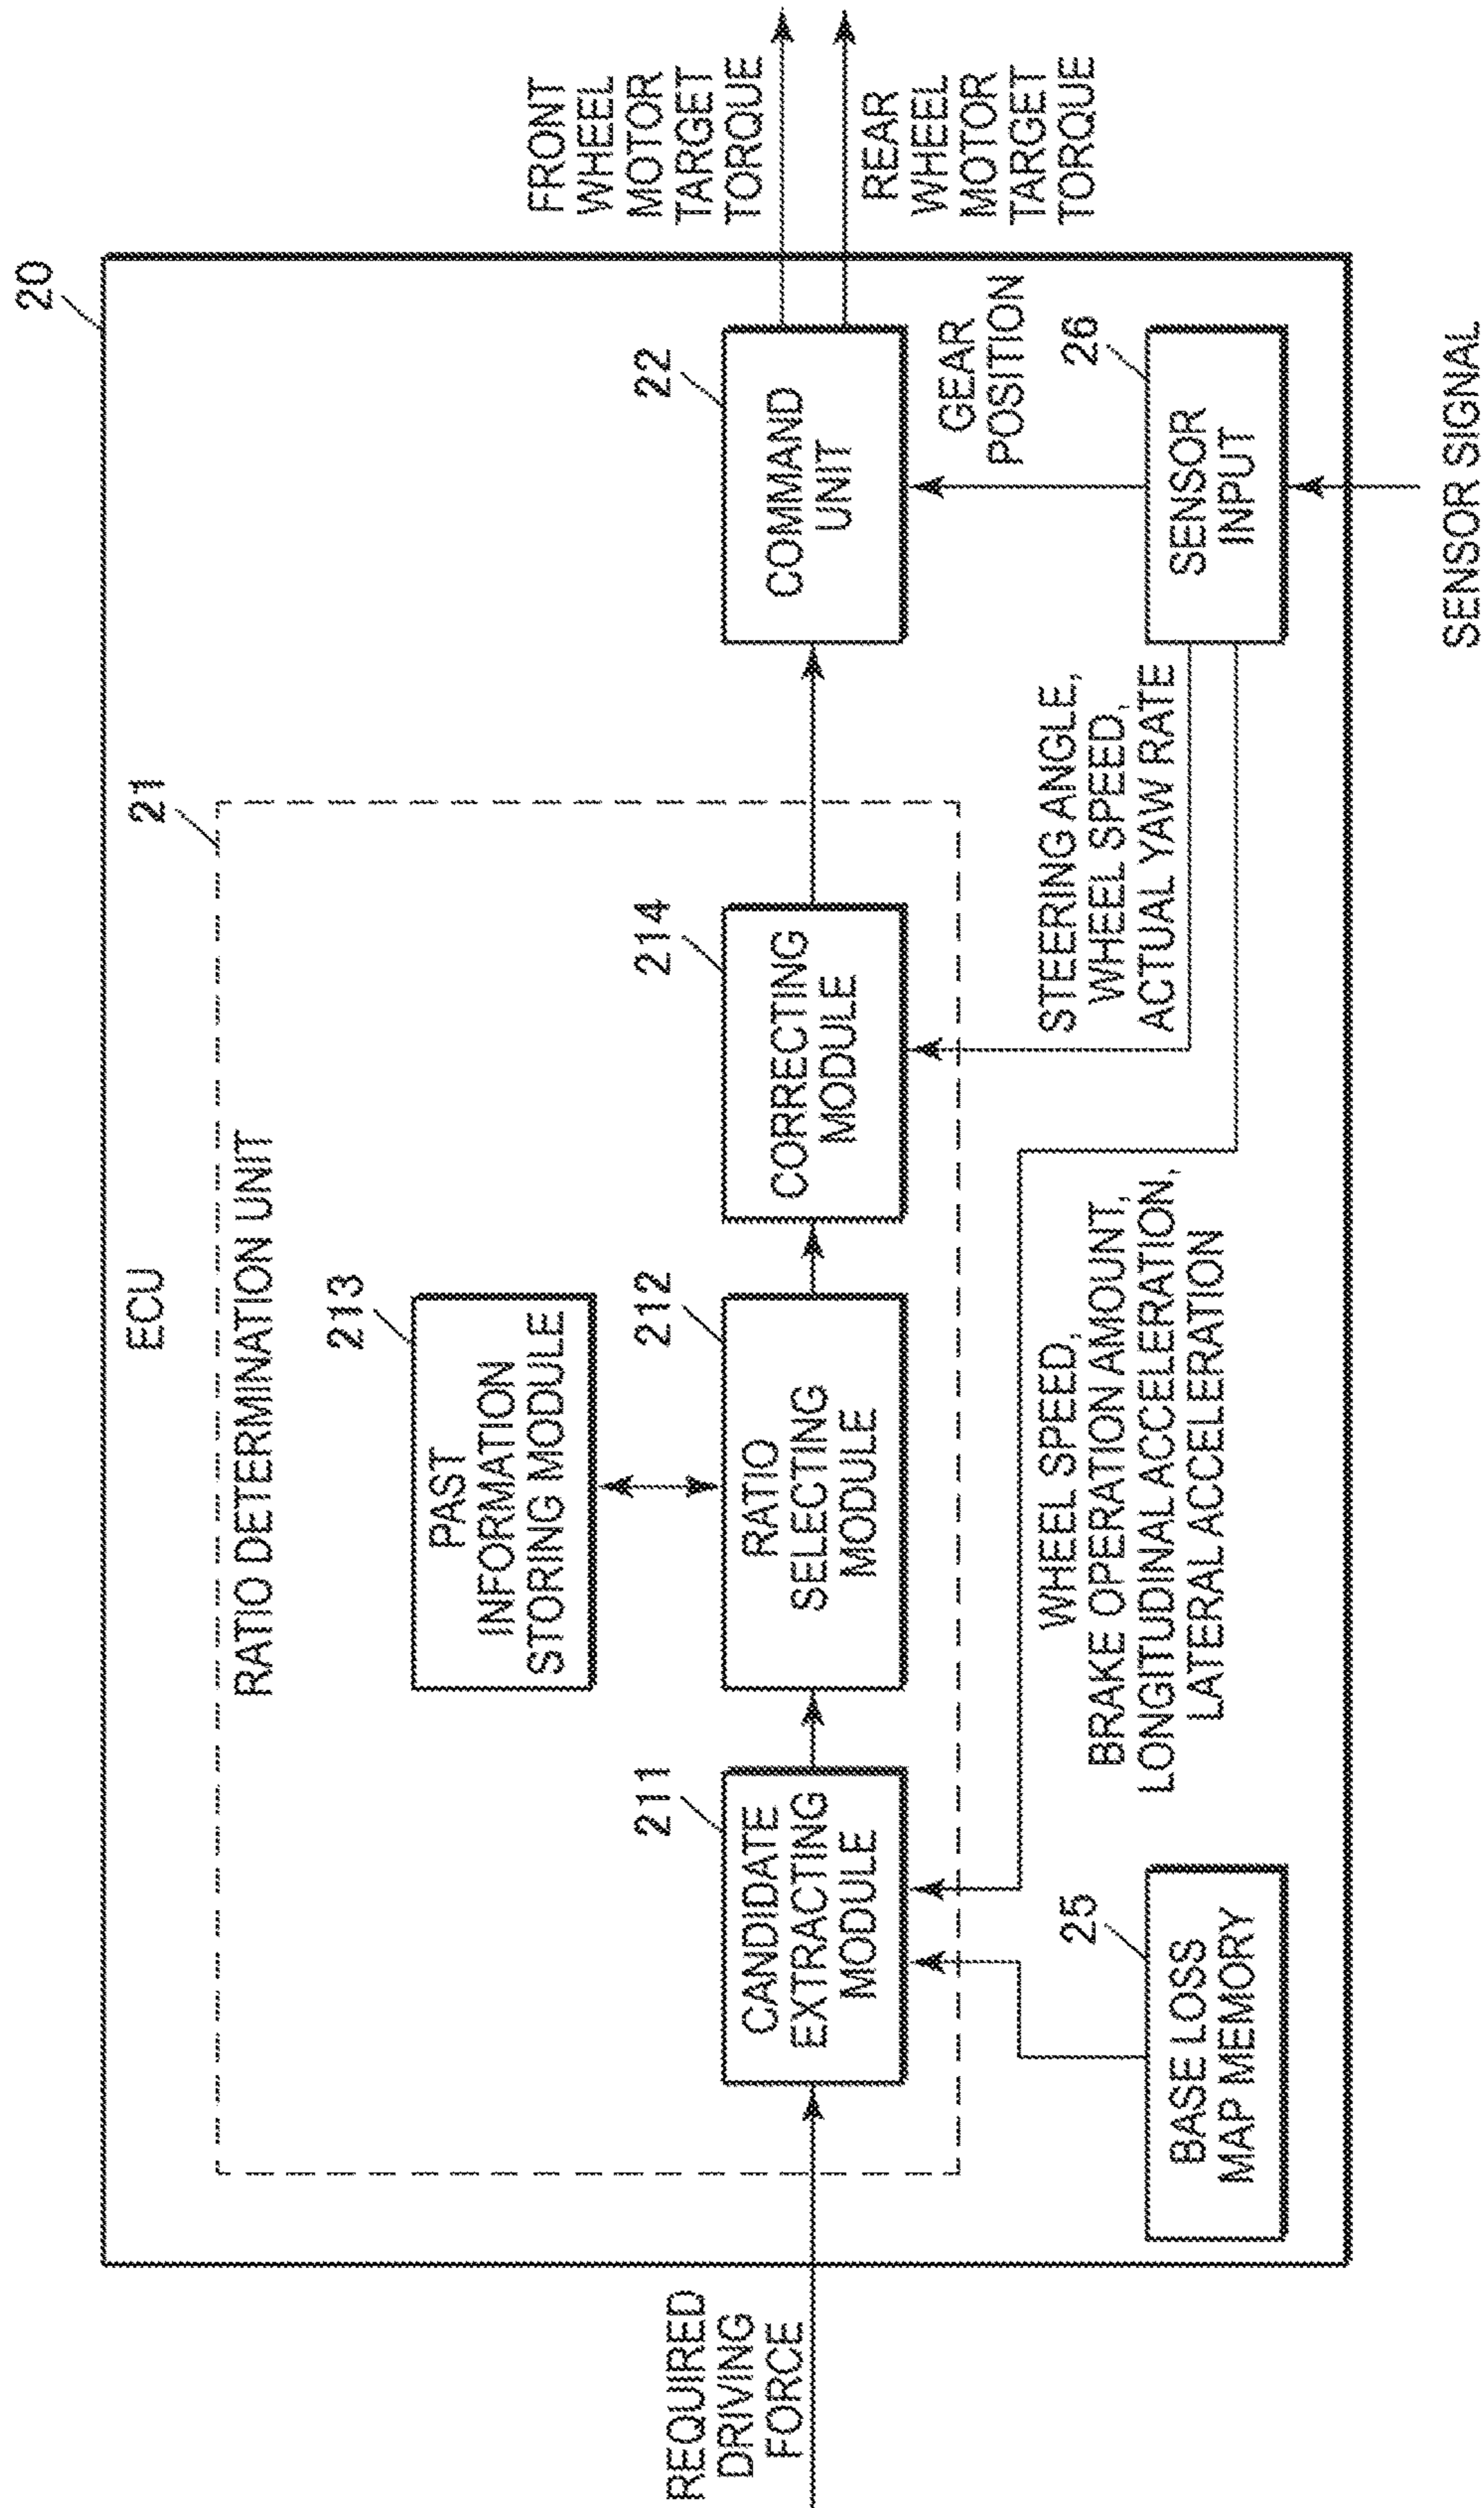 20
ECU
21
RATIO DETERMINATION UNIT
213
PAST
INFORMATION
STORING MODULE
REQUIRED
DRIVING
FORCE
211
CANDIDATE
EXTRACTING
MODULE
212
RATIO
SELECTING
MODULE
214
CORRECTING
MODULE
22
COMMAND
UNIT
FRONT
WHEEL
MOTOR
TARGET
TORQUE
REAR
WHEEL
MOTOR
TARGET
TORQUE
GEAR
POSITION
STEERING ANGLE,
WHEEL SPEED,
ACTUAL YAW RATE
WHEEL SPEED,
BRAKE OPERATION AMOUNT,
LONGITUDINAL ACCELERATION,
LATERAL ACCELERATION
25
BASE LOSS
MAP MEMORY
26
SENSOR
INPUT
SENSOR SIGNAL